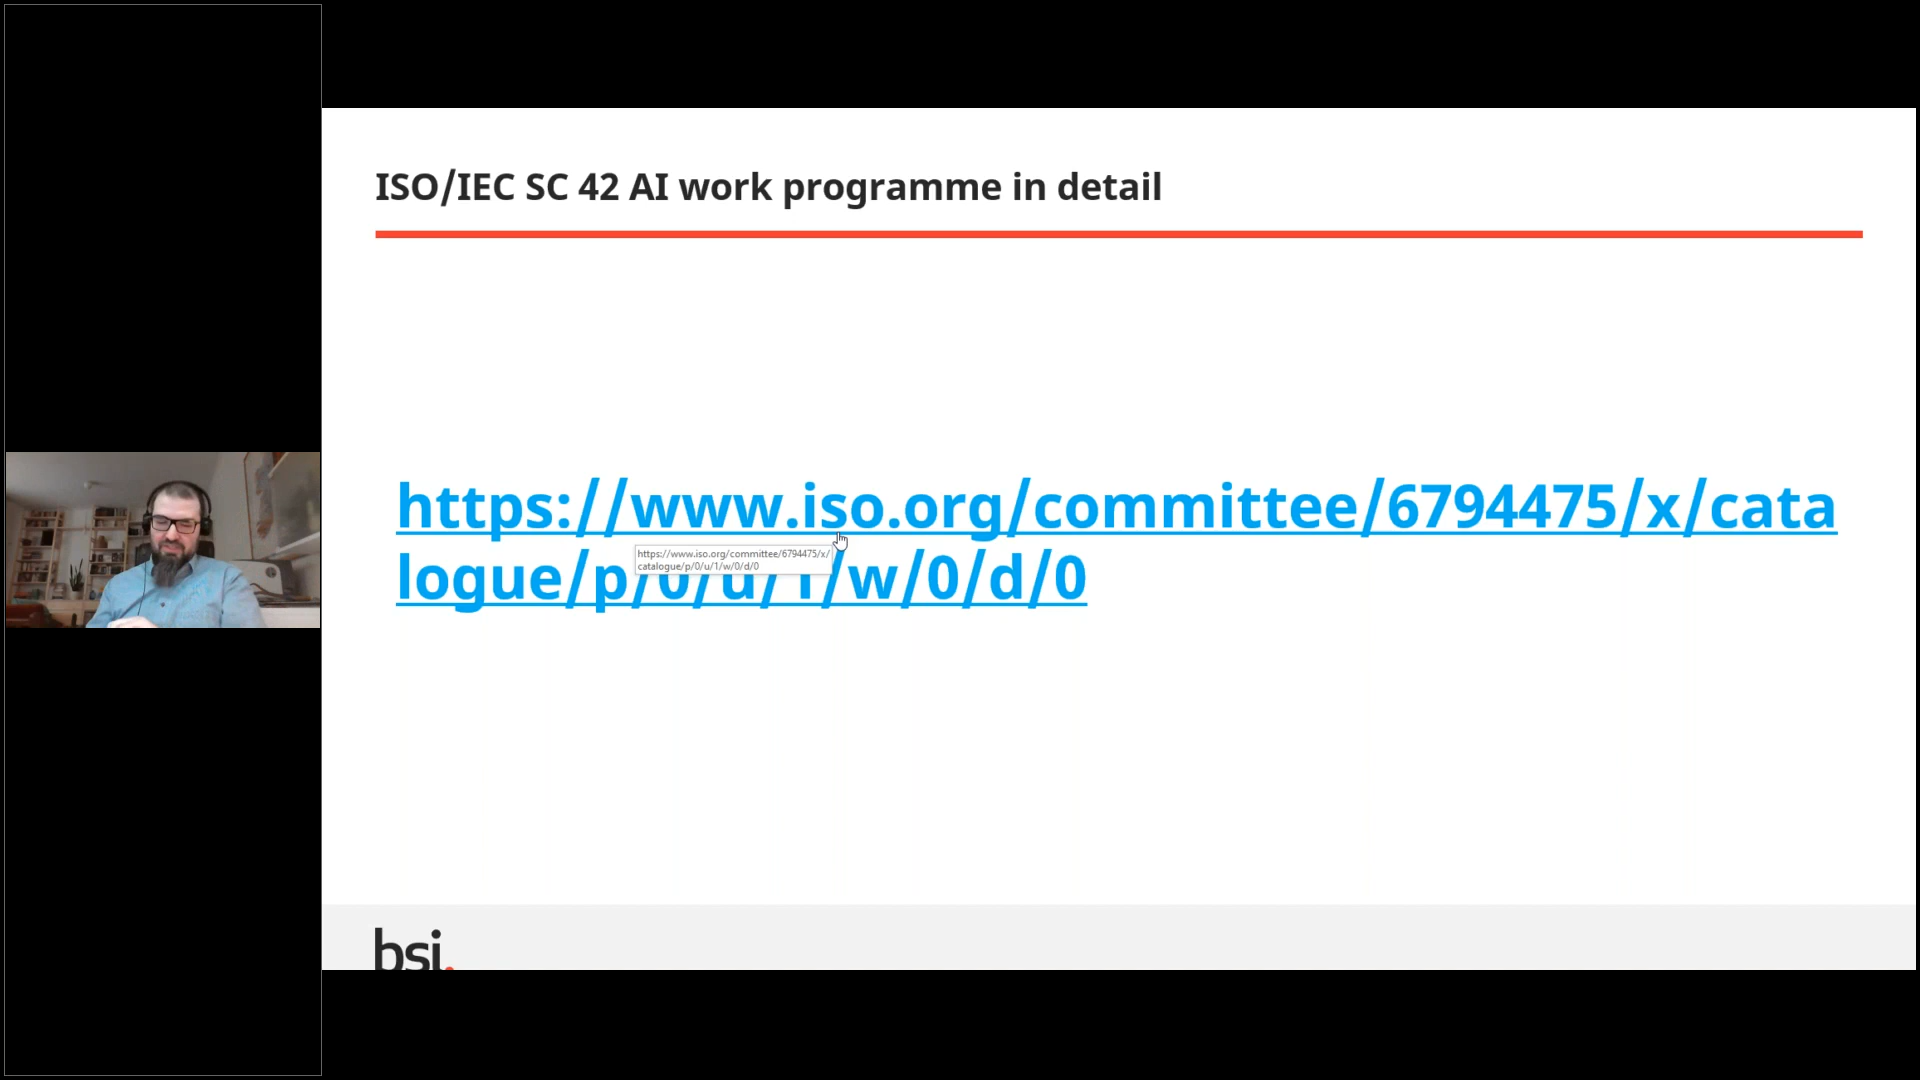 ISO/IEC SC 42 AI work programme in detail
https://www.iso.org/committee/6794475/x/cata
logue/p/0/u/1/w/0/d/0
https://www.iso.org/committee/6794475/x/
catalogue/p/0/u/1/w/0/d/0
bsi.